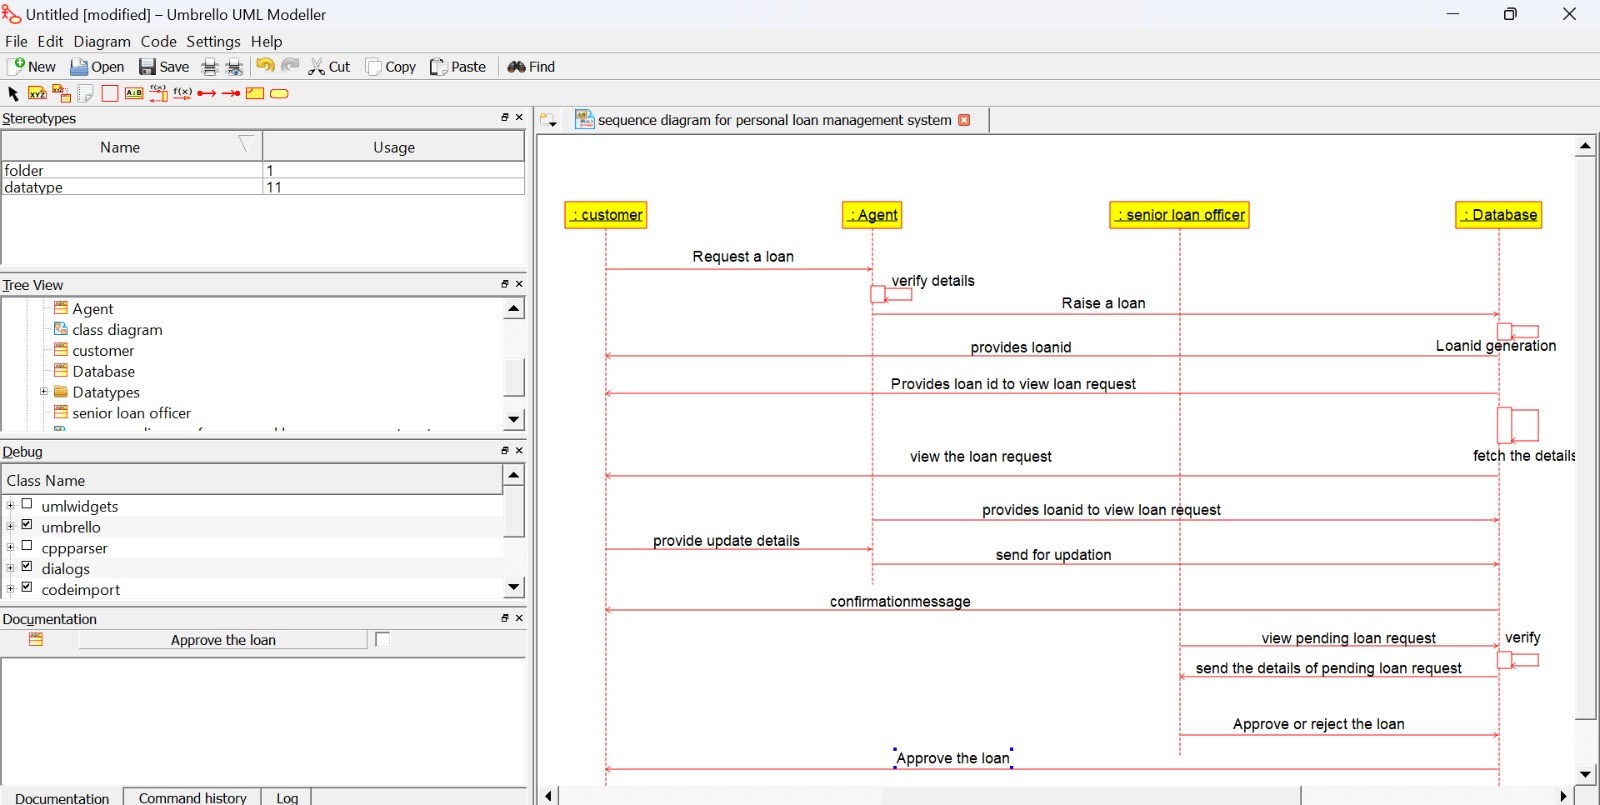 Untitled [modified] – Umbrello UML Modeller
File Edit Diagram Code Settings Help
New Open Save Cut Copy Paste Find
XYZ A:B f(x) f(x)
Stereotypes
sequence diagram for personal loan management system
Name Usage
folder 1
datatype 11
Tree View
Agent
class diagram
customer
Database
Datatypes
senior loan officer
Debug
Class Name
umlwidgets
umbrello
cppparser
dialogs
codeimport
Documentation
Approve the loan
Documentation Command history Log
: customer : Agent : senior loan officer : Database
Request a loan
verify details
Raise a loan
Loanid generation
provides loanid
Provides loan id to view loan request
fetch the details
view the loan request
provides loanid to view loan request
provide update details
send for updation
confirmationmessage
view pending loan request verify
send the details of pending loan request
Approve or reject the loan
Approve the loan